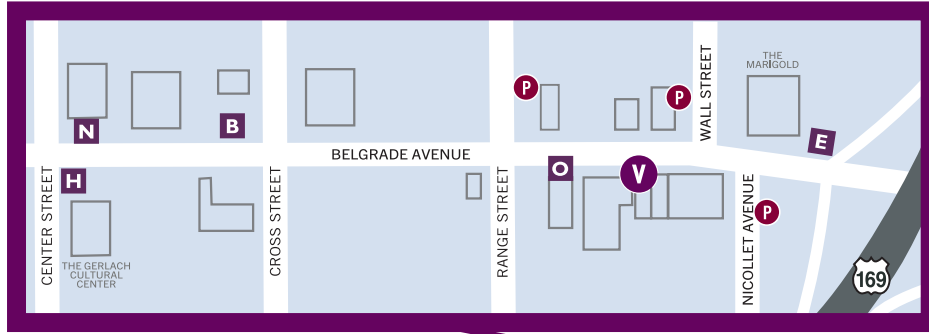 THE
MARIGOLD
WALL STREET
P
P
N
B
E
BELGRADE AVENUE
H
O
V
CENTER STREET
CROSS STREET
RANGE STREET
NICOLLET AVENUE
P
THE GERLACH
CULTURAL
CENTER
169